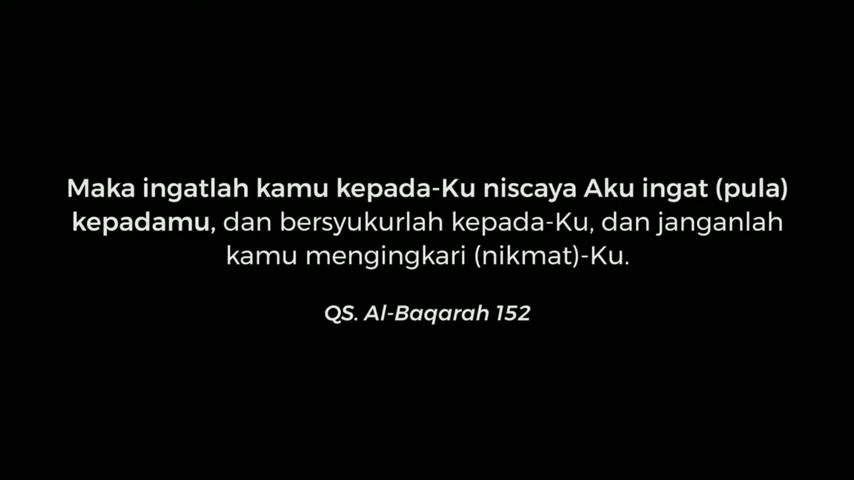 Maka ingatlah kamu kepada-Ku niscaya Aku ingat (pula)
kepadamu, dan bersyukurlah kepada-Ku, dan janganlah
kamu mengingkari (nikmat)-Ku.
QS. Al-Baqarah 152